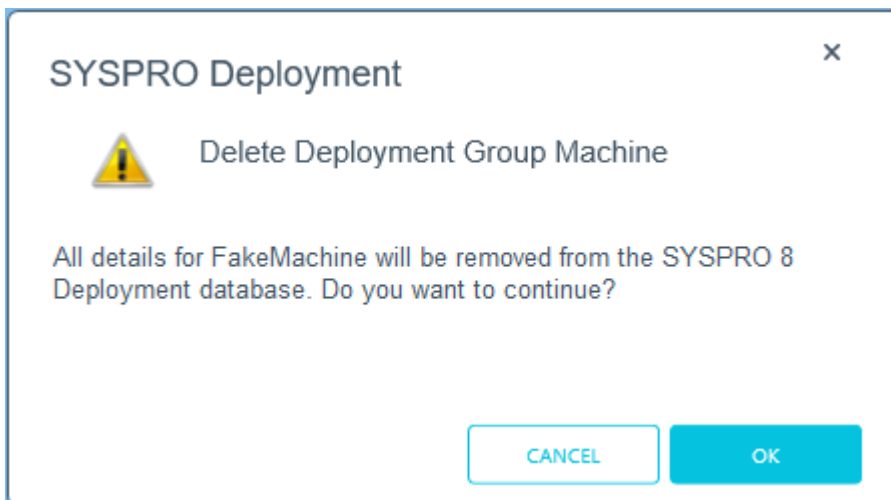 SYSPRO Deployment
Delete Deployment Group Machine
All details for FakeMachine will be removed from the SYSPRO 8
Deployment database. Do you want to continue?
CANCEL
OK